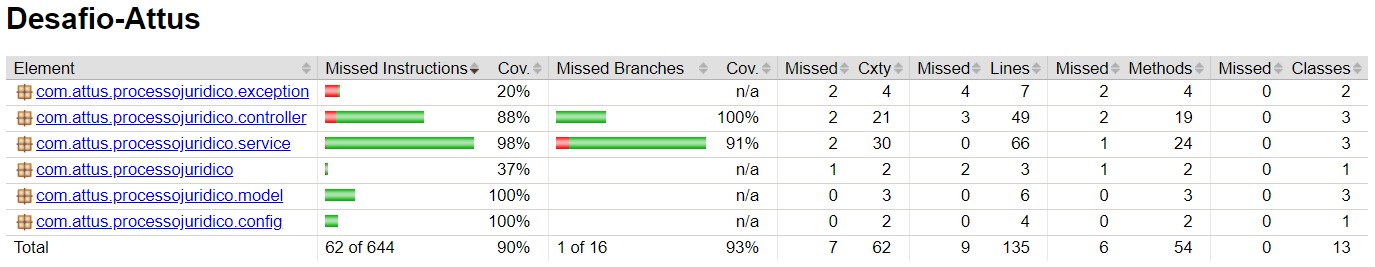 Desafio-Attus
Element Missed Instructions Cov. Missed Branches Cov. Missed Cxty Missed Lines Missed Methods Missed Classes
com.attus.processojuridico.exception 20% n/a 2 4 4 7 2 4 0 2
com.attus.processojuridico.controller 88% 100% 2 21 3 49 2 19 0 3
com.attus.processojuridico.service 98% 91% 2 30 0 66 1 24 0 3
com.attus.processojuridico 37% n/a 1 2 2 3 1 2 0 1
com.attus.processojuridico.model 100% n/a 0 3 0 6 0 3 0 3
com.attus.processojuridico.config 100% n/a 0 2 0 4 0 2 0 1
Total 62 of 644 90% 1 of 16 93% 7 62 9 135 6 54 0 13